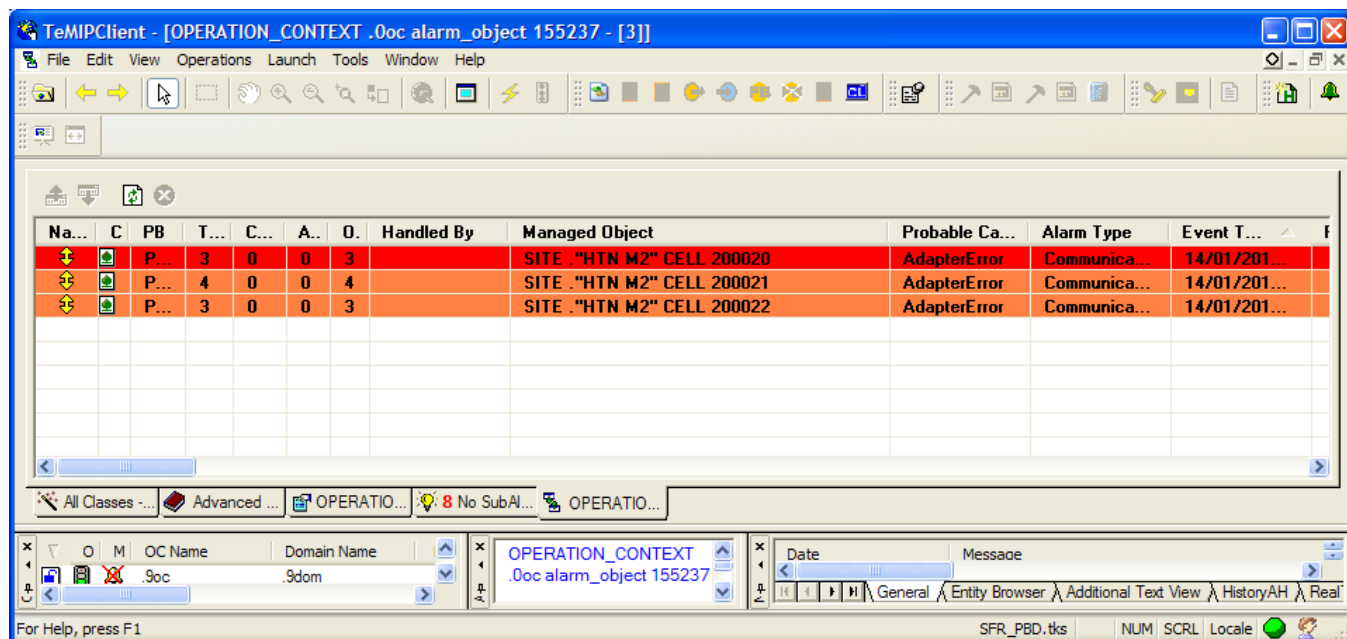 TeMIPClient - [OPERATION_CONTEXT .0oc alarm_object 155237 - [3]]
File Edit View Operations Launch Tools Window Help
CL
Na... C PB T... C... A.. O. Handled By Managed Object Probable Ca... Alarm Type Event T...
P... 3 0 0 3 SITE ."HTN M2" CELL 200020 AdapterError Communica... 14/01/201...
P... 4 0 0 4 SITE ."HTN M2" CELL 200021 AdapterError Communica... 14/01/201...
P... 3 0 0 3 SITE ."HTN M2" CELL 200022 AdapterError Communica... 14/01/201...
All Classes -... Advanced ... OPERATIO... 8 No SubAl... OPERATIO...
O M OC Name Domain Name
.9oc .9dom
OPERATION_CONTEXT
.0oc alarm_object 155237
Date Message
General Entity Browser Additional Text View HistoryAH Real
For Help, press F1 SFR_PBD.tks NUM SCRL Locale